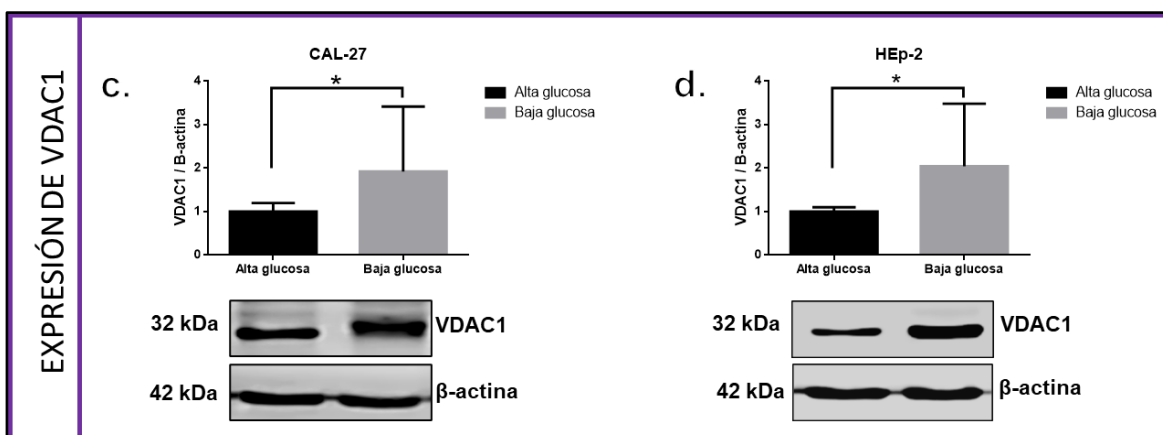 EXPRESIÓN DE VDAC1
c.
CAL-27
*
VDAC1 / B-actina
4
3
2
1
0
Alta glucosa
Baja glucosa
Alta glucosa
Baja glucosa
32 kDa
VDAC1
42 kDa
β-actina
d.
HEp-2
*
VDAC1 / B-actina
4
3
2
1
0
Alta glucosa
Baja glucosa
Alta glucosa
Baja glucosa
32 kDa
VDAC1
42 kDa
β-actina